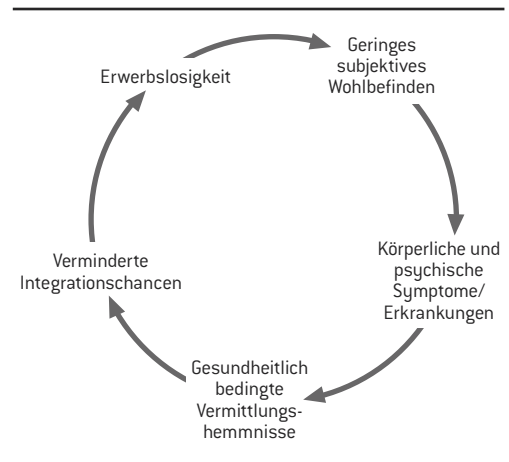 Erwerbslosigkeit
Geringes
subjektives
Wohlbefinden
Körperliche und
psychische
Symptome/
Erkrankungen
Gesundheitlich
bedingte
Vermittlungs-
hemmnisse
Verminderte
Integrationschancen